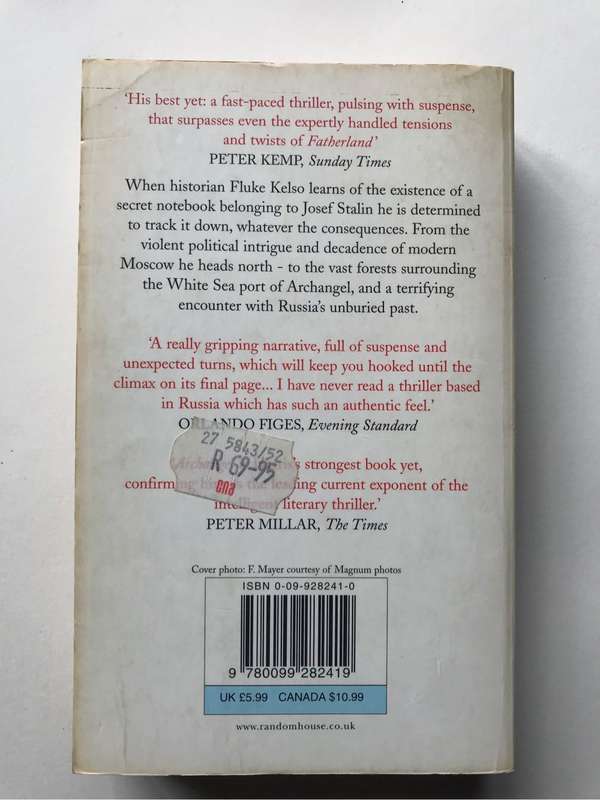 ‘His best yet: a fast-paced thriller, pulsing with suspense,
that surpasses even the expertly handled tensions
and twists of Fatherland’
PETER KEMP, Sunday Times
When historian Fluke Kelso learns of the existence of a
secret notebook belonging to Josef Stalin he is determined
to track it down, whatever the consequences. From the
violent political intrigue and decadence of modern
Moscow he heads north - to the vast forests surrounding
the White Sea port of Archangel, and a terrifying
encounter with Russia’s unburied past.
‘A really gripping narrative, full of suspense and
unexpected turns, which will keep you hooked until the
climax on its final page... I have never read a thriller based
in Russia which has such an authentic feel.’
ORLANDO FIGES, Evening Standard
27 5843/52
R 69-95
cna
strongest book yet,
current exponent of the
literary thriller.’
PETER MILLAR, The Times
Cover photo: F. Mayer courtesy of Magnum photos
ISBN 0-09-928241-0
9 780099 282419
UK £5.99 CANADA $10.99
www.randomhouse.co.uk